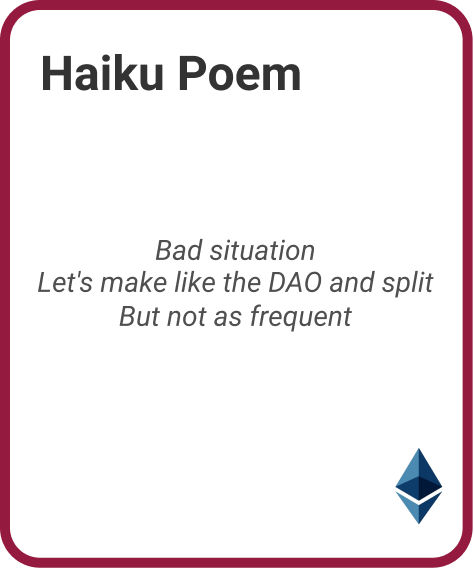 Haiku Poem
Bad situation
Let's make like the DAO and split
But not as frequent